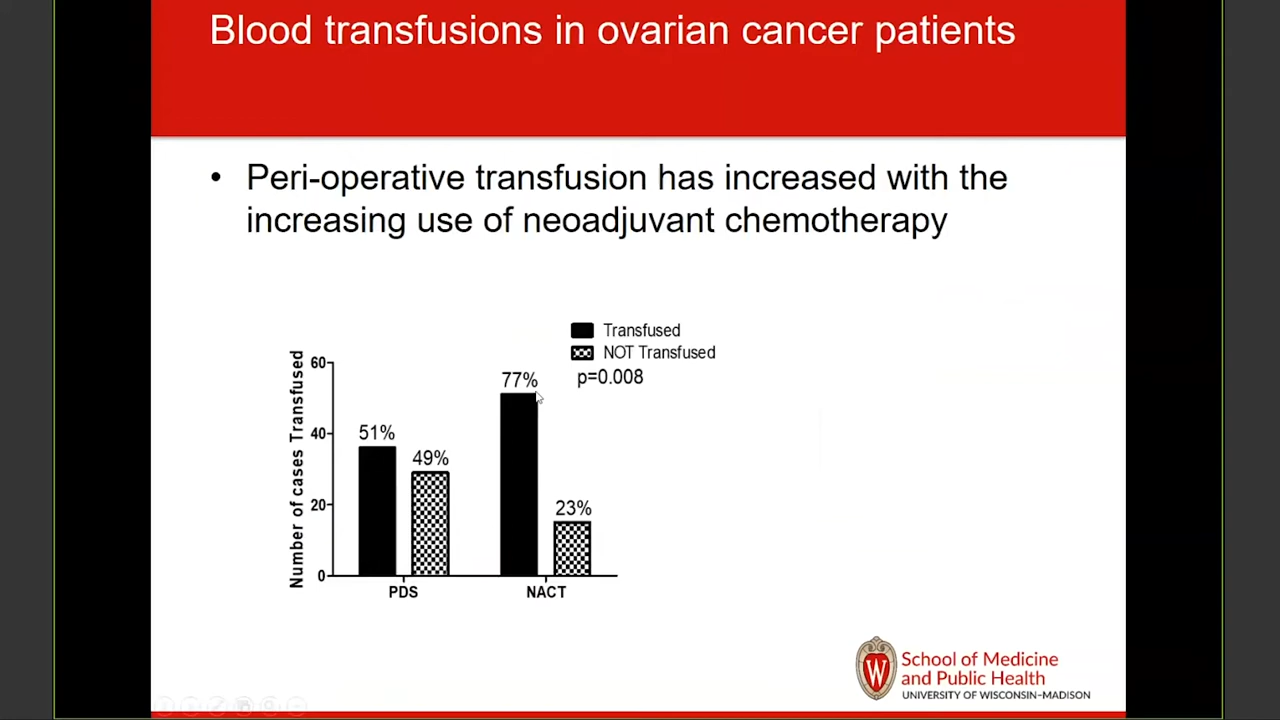 Blood transfusions in ovarian cancer patients
• Peri-operative transfusion has increased with the
increasing use of neoadjuvant chemotherapy
Transfused
NOT Transfused
p=0.008
Number of cases Transfused
60
40
20
0
51%
49%
77%
23%
PDS
NACT
W
School of Medicine
and Public Health
UNIVERSITY OF WISCONSIN–MADISON